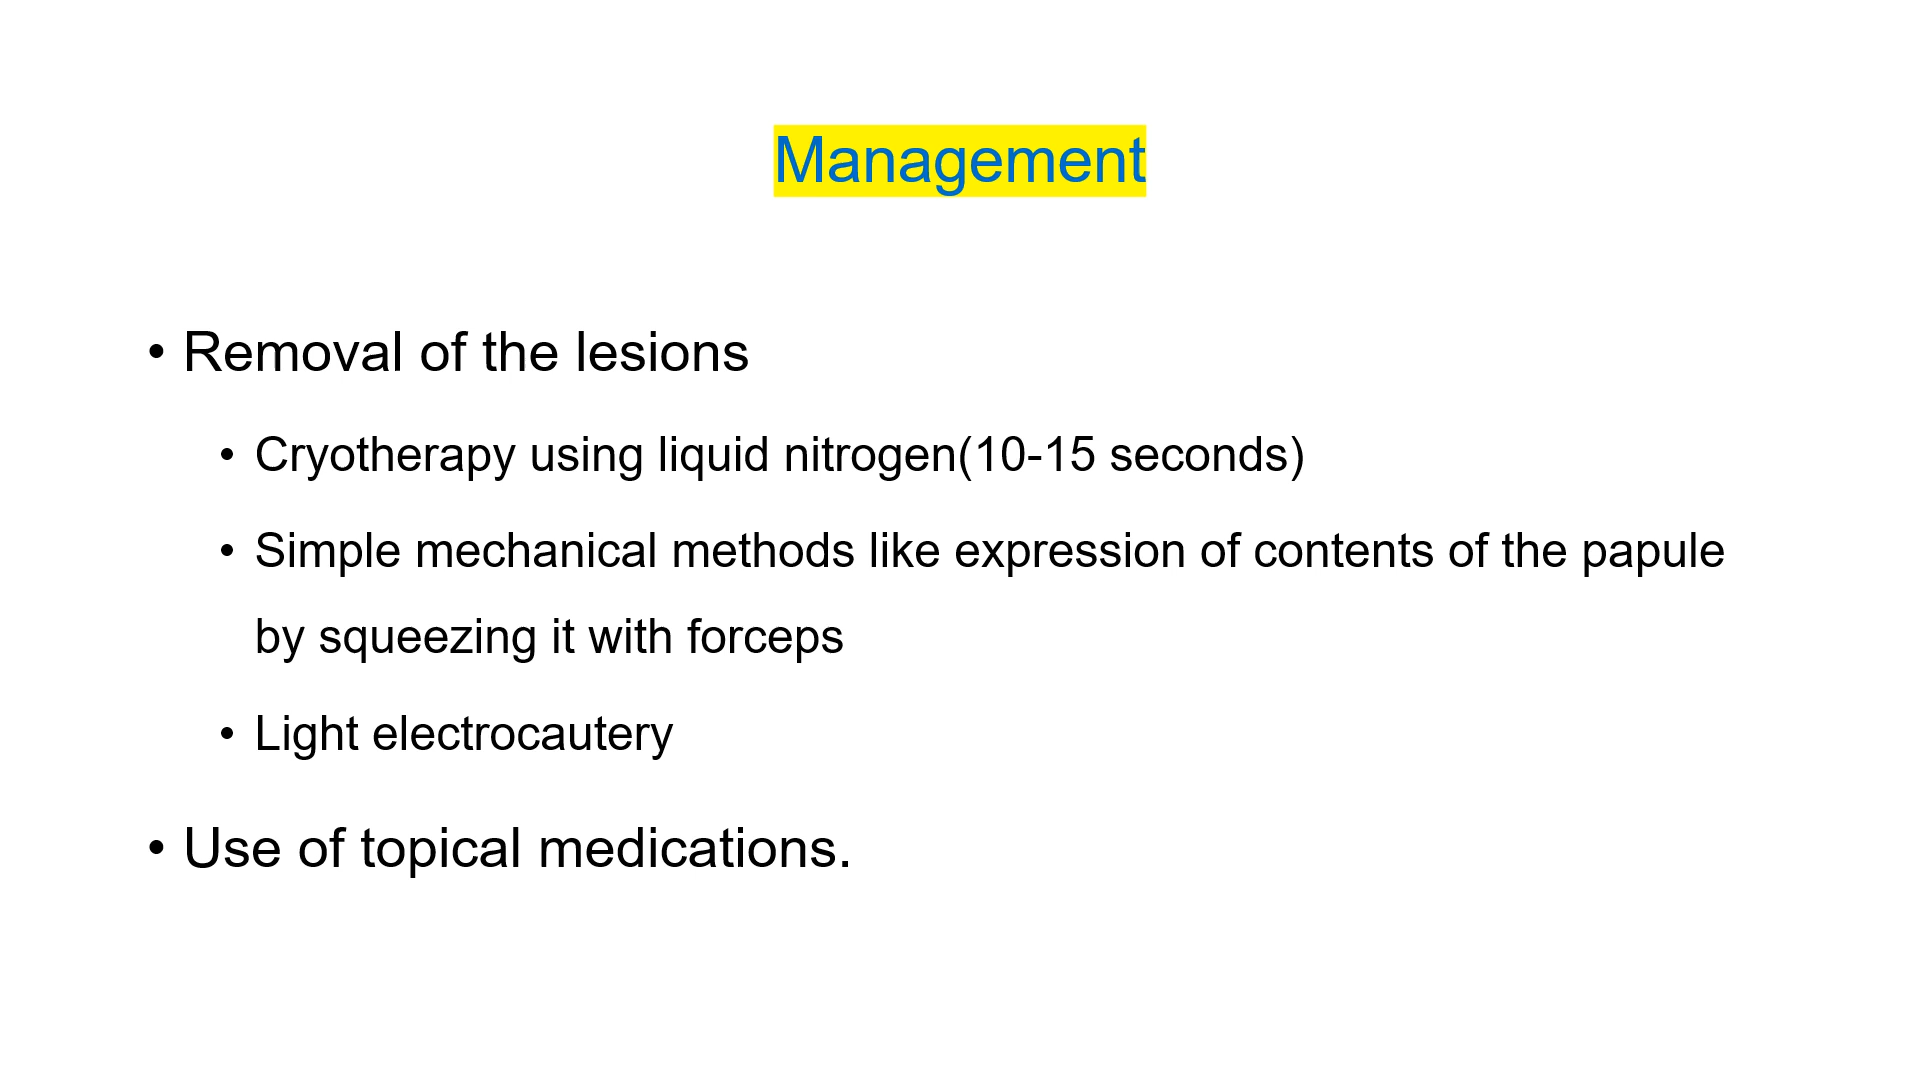 Management
• Removal of the lesions
• Cryotherapy using liquid nitrogen(10-15 seconds)
• Simple mechanical methods like expression of contents of the papule
by squeezing it with forceps
• Light electrocautery
• Use of topical medications.